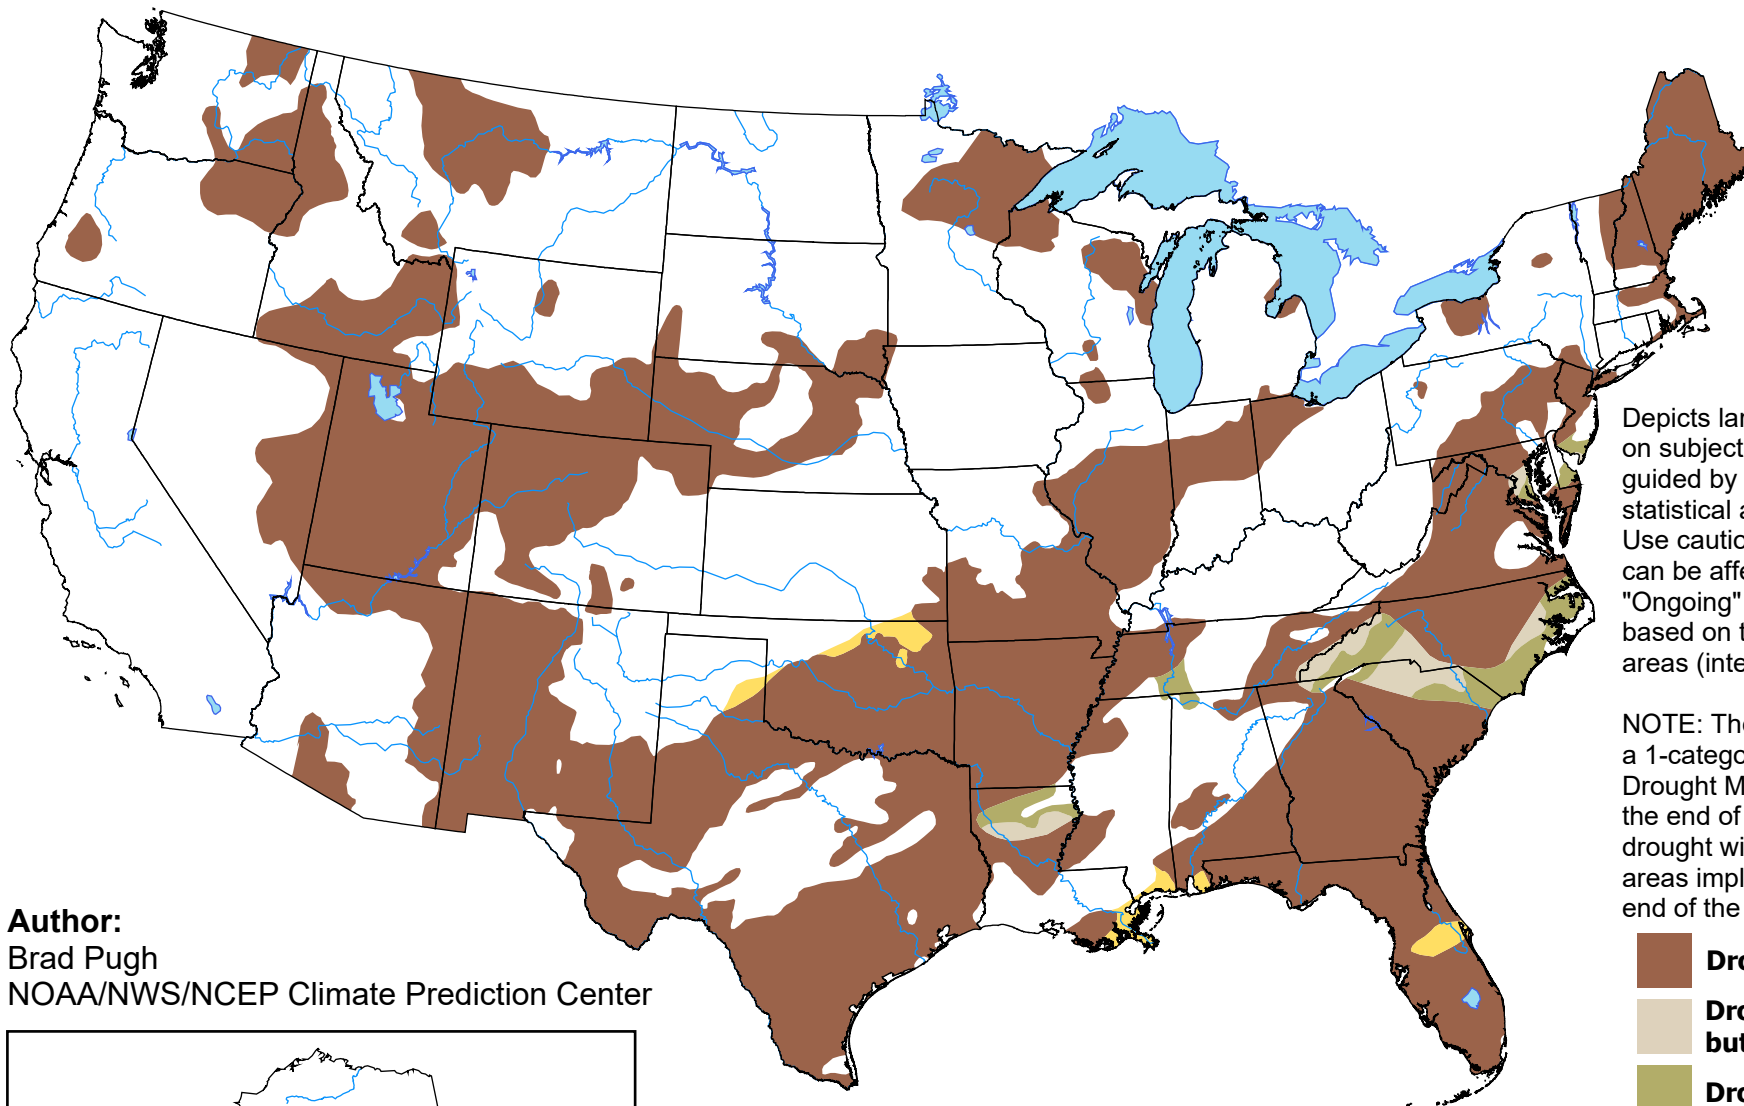 Depicts lar
on subject
guided by
statistical a
Use cautio
can be affe
"Ongoing"
based on t
areas (inte
NOTE: The
a 1-catego
Drought M
the end of
drought wi
areas impl
end of the
Author:
Brad Pugh
NOAA/NWS/NCEP Climate Prediction Center
Dro
Dro
but
Dro